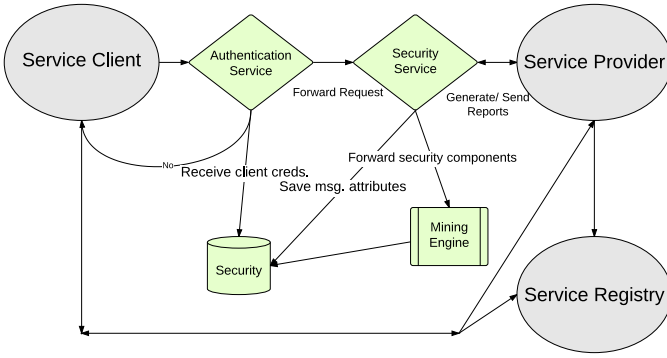 Service Client
Authentication
Service
Security
Service
Service Provider
Forward Request
Generate/ Send
Reports
No
Receive client creds.
Forward security components
Save msg. attributes
Mining
Engine
Security
Service Registry